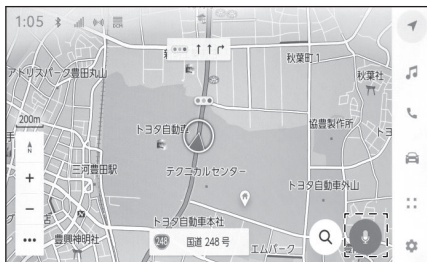 1:05
DCM
秋葉町1
アトリスパーク豊田丸山
秋葉社
200m
トヨタ自動車
協豊製作所
トヨ
N
三河豊田駅
テクニカルセンター
トヨタ自動車外山
+
−
トヨタ自動車本社
豊興神明社
248
国道 248 号
エムパーク